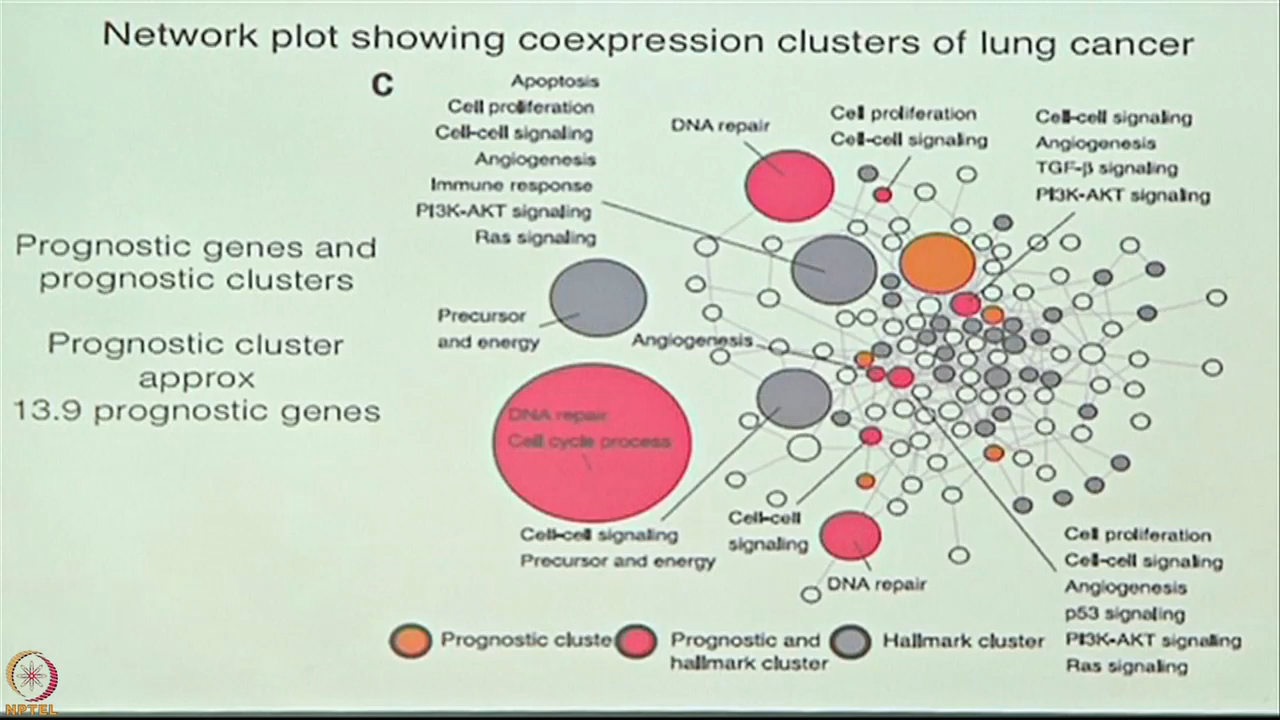 Network plot showing coexpression clusters of lung cancer
C
Apoptosis
Cell proliferation
Cell-cell signaling
Angiogenesis
Immune response
PI3K-AKT signaling
Ras signaling
DNA repair
Cell proliferation
Cell-cell signaling
Cell-cell signaling
Angiogenesis
TGF-β signaling
PI3K-AKT signaling
Prognostic genes and
prognostic clusters
Prognostic cluster
approx
13.9 prognostic genes
Precursor
and energy
Angiogenesis
DNA repair
Cell cycle process
Cell-cell signaling
Precursor and energy
Cell-cell
signaling
DNA repair
Cell proliferation
Cell-cell signaling
Angiogenesis
p53 signaling
PI3K-AKT signaling
Ras signaling
Prognostic cluste
Prognostic and
hallmark cluster
Hallmark cluster
NPTEL